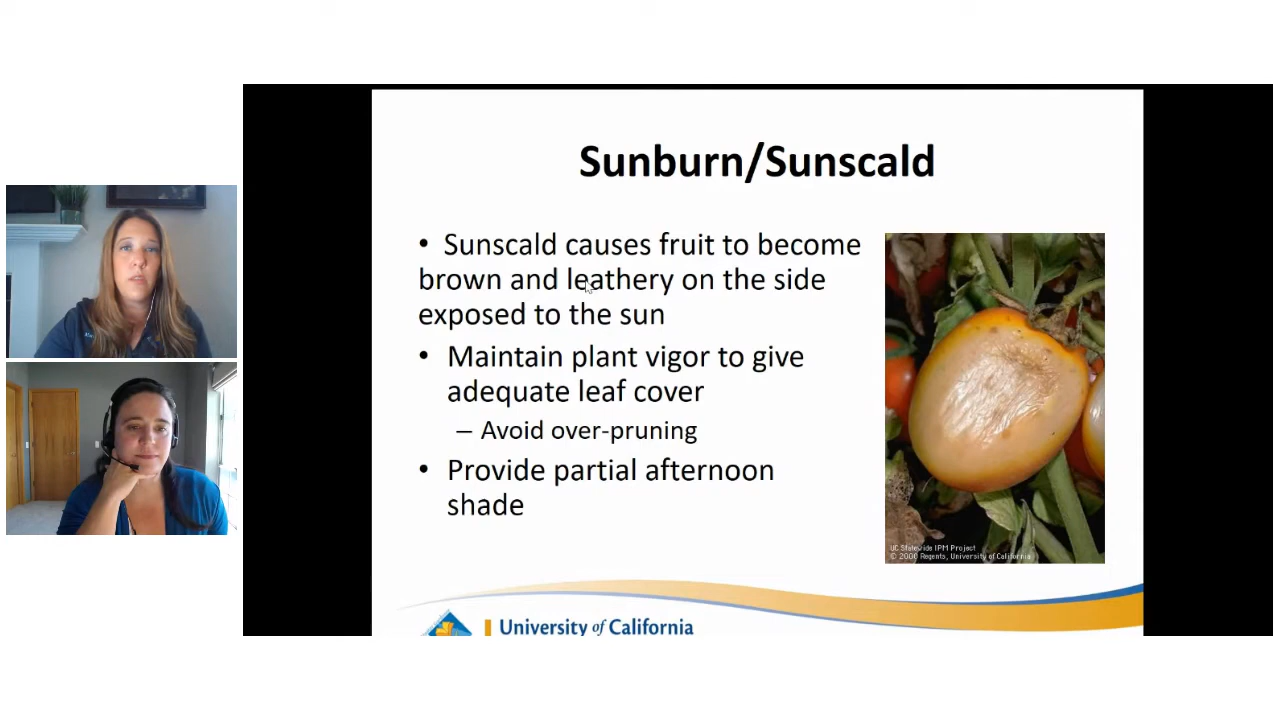 Sunburn/Sunscald
• Sunscald causes fruit to become
brown and leathery on the side
exposed to the sun
• Maintain plant vigor to give
adequate leaf cover
– Avoid over-pruning
• Provide partial afternoon
shade
UC Statewide IPM Project
© 2000 Regents, University of California
University of California